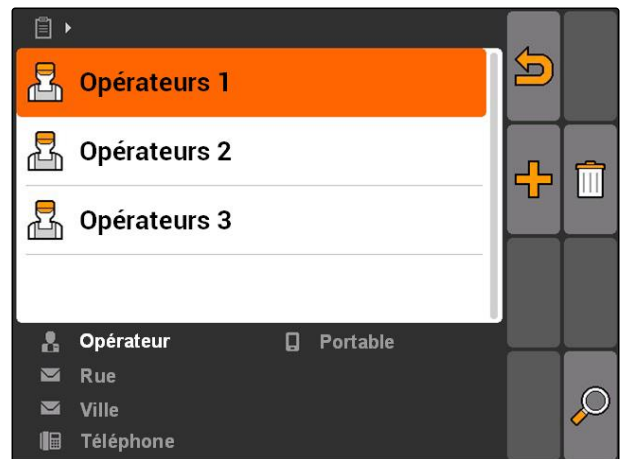 Opérateurs 1
Opérateurs 2
Opérateurs 3
Opérateur Portable
Rue
Ville
Téléphone